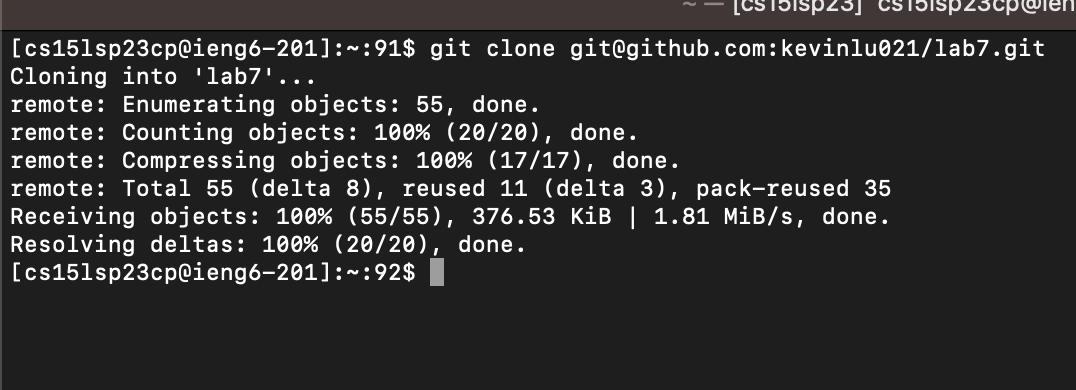 ~ — [cs15lsp23] cs15lsp23cp@ien
[cs15lsp23cp@ieng6-201]:~:91$ git clone git@github.com:kevinlu021/lab7.git
Cloning into 'lab7'...
remote: Enumerating objects: 55, done.
remote: Counting objects: 100% (20/20), done.
remote: Compressing objects: 100% (17/17), done.
remote: Total 55 (delta 8), reused 11 (delta 3), pack-reused 35
Receiving objects: 100% (55/55), 376.53 KiB | 1.81 MiB/s, done.
Resolving deltas: 100% (20/20), done.
[cs15lsp23cp@ieng6-201]:~:92$